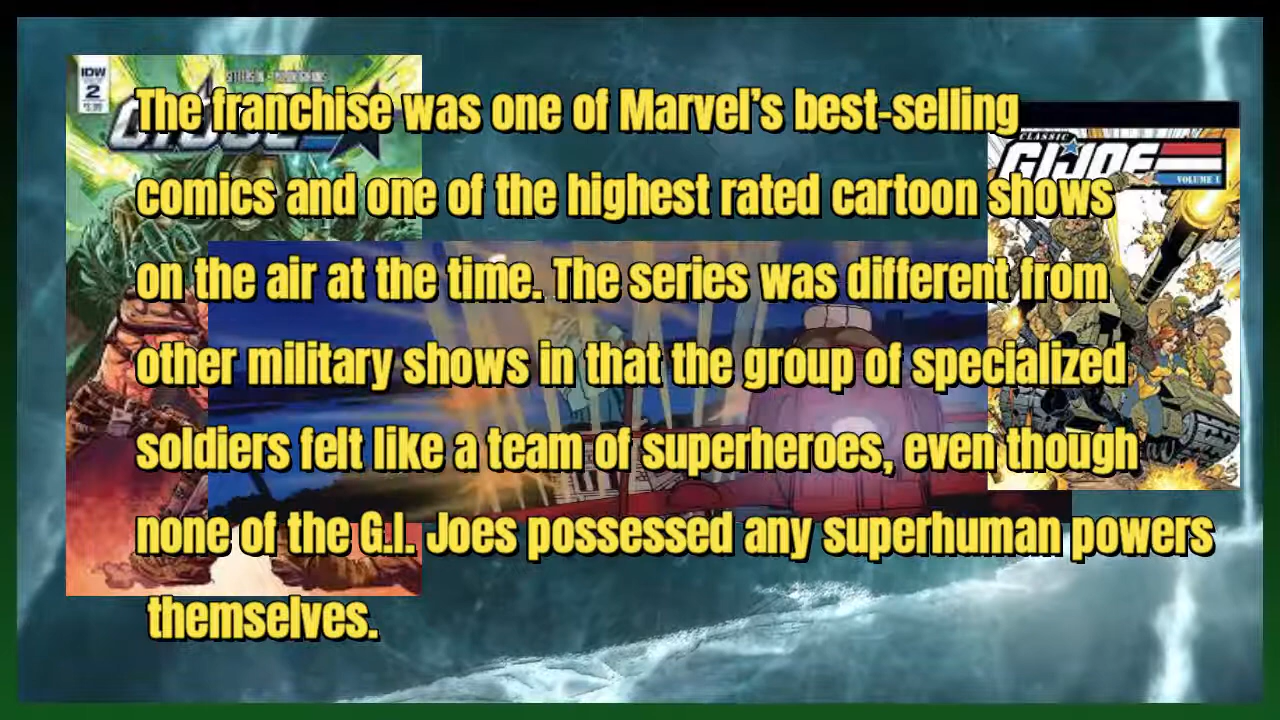 IDW
2
G.I. JOE
The franchise was one of Marvel's best-selling
comics and one of the highest rated cartoon shows
on the air at the time. The series was different from
other military shows in that the group of specialized
soldiers felt like a team of superheroes, even though
none of the G.I. Joes possessed any superhuman powers
themselves.
CLASSIC
G.I. JOE
VOLUME 1